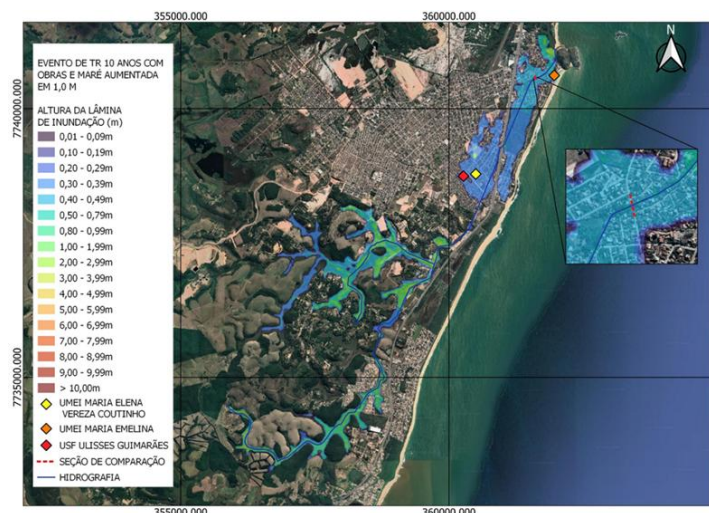 355000.000
360000.000
7740000.000
7735000.000
N
EVENTO DE TR 10 ANOS COM
OBRAS E MARÉ AUMENTADA
EM 1,0 M
ALTURA DA LÂMINA
DE INUNDAÇÃO (m)
0,01 - 0,09m
0,10 - 0,19m
0,20 - 0,29m
0,30 - 0,39m
0,40 - 0,49m
0,50 - 0,79m
0,80 - 0,99m
1,00 - 1,99m
2,00 - 2,99m
3,00 - 3,99m
4,00 - 4,99m
5,00 - 5,99m
6,00 - 6,99m
7,00 - 7,99m
8,00 - 8,99m
9,00 - 9,99m
> 10,00m
UMEI MARIA ELENA
VEREZA COUTINHO
UMEI MARIA EMELINA
USF ULISSES GUIMARÃES
SEÇÃO DE COMPARAÇÃO
HIDROGRAFIA
355000.000
360000.000